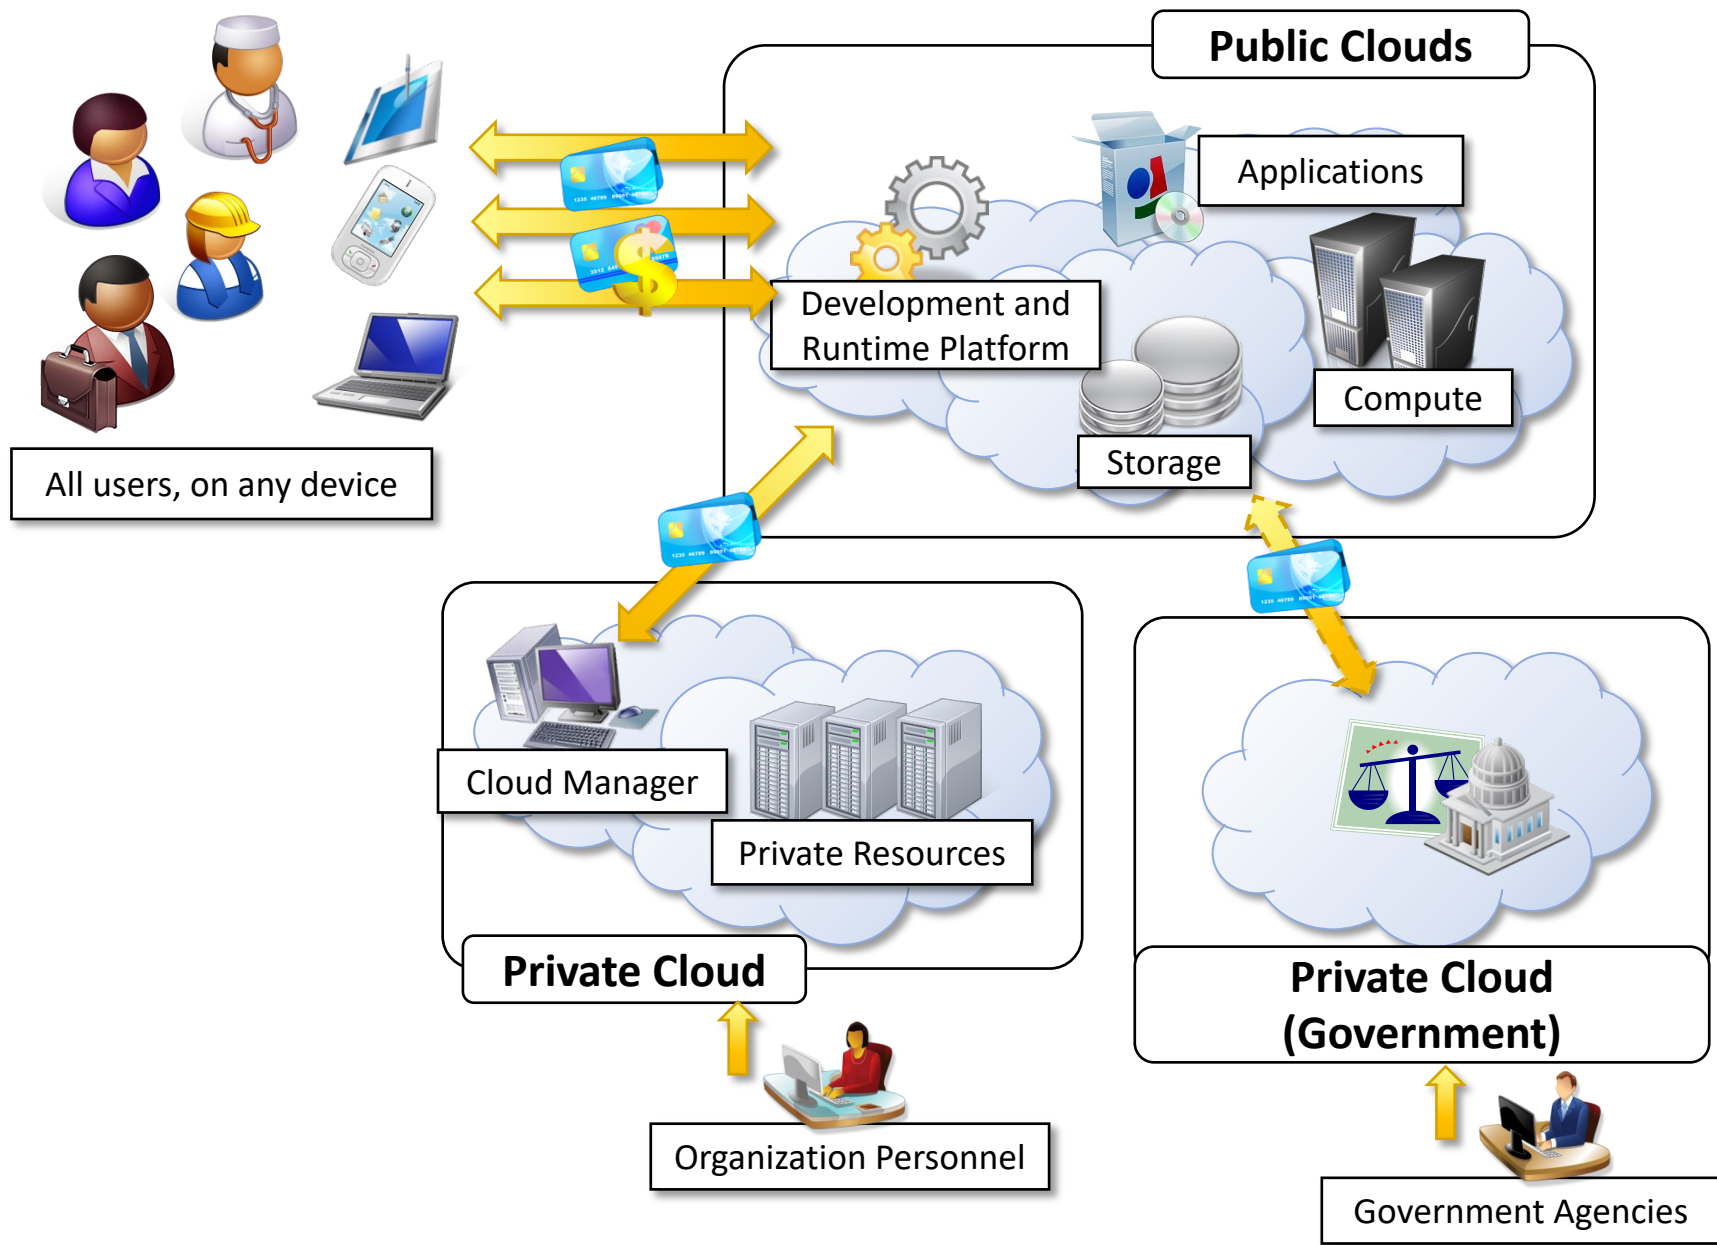 Public Clouds
Applications
Development and
Runtime Platform
Compute
Storage
All users, on any device
Cloud Manager
Private Resources
Private Cloud
Private Cloud
(Government)
Organization Personnel
Government Agencies